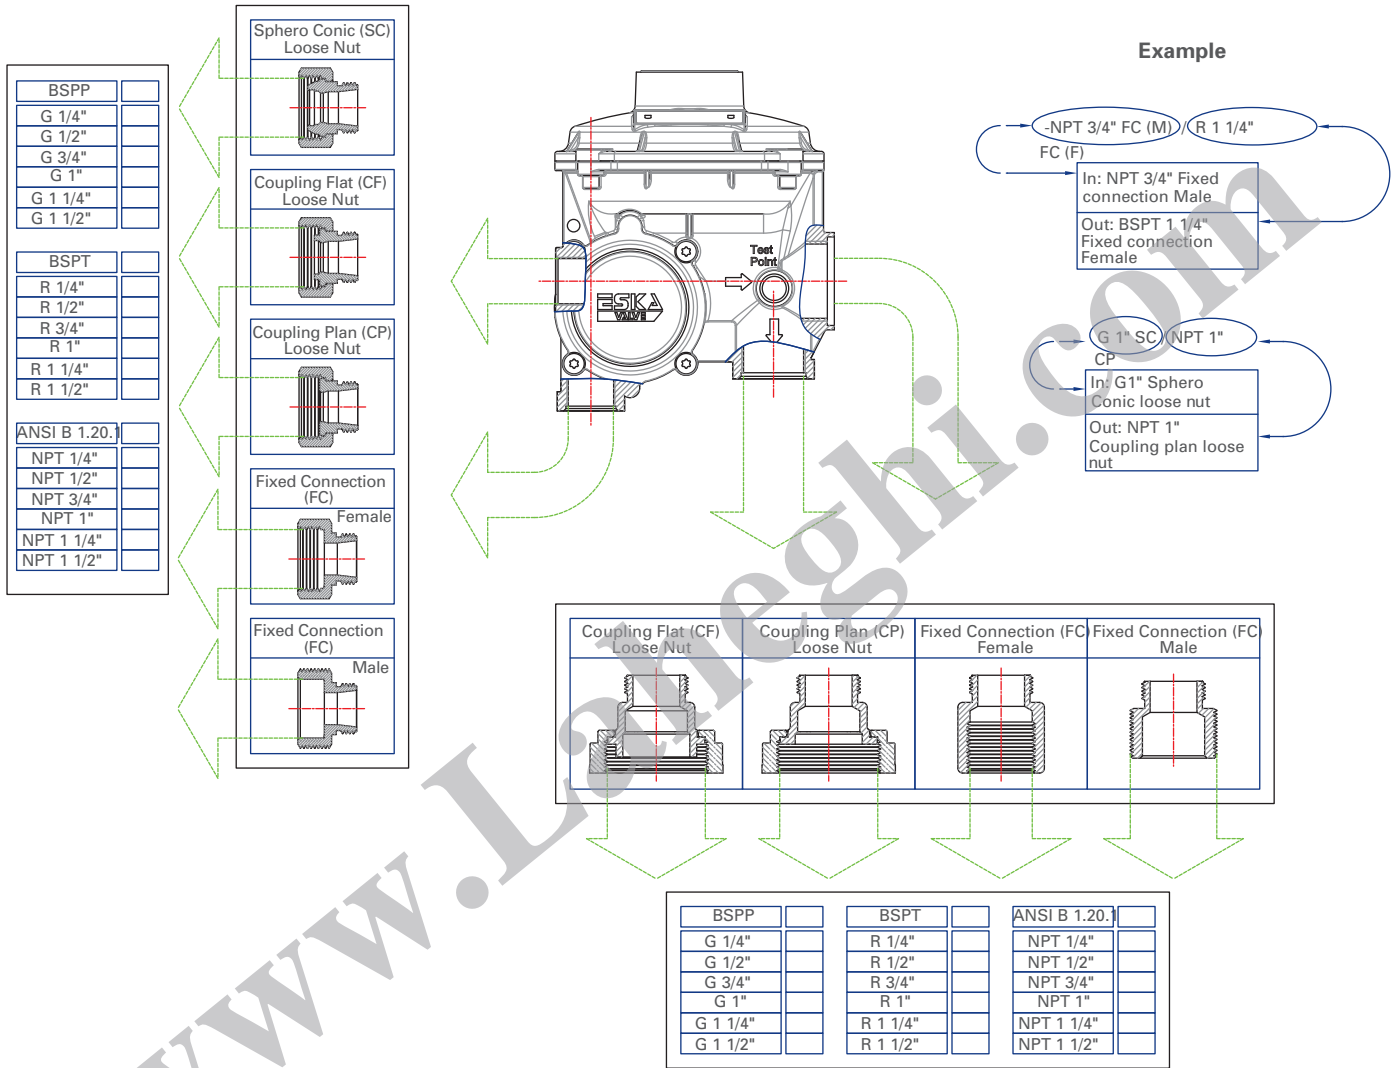 Sphero Conic (SC)
Loose Nut
Coupling Flat (CF)
Loose Nut
Coupling Plan (CP)
Loose Nut
Fixed Connection
(FC)
Female
Fixed Connection
(FC)
Male
BSPP
G 1/4"
G 1/2"
G 3/4"
G 1"
G 1 1/4"
G 1 1/2"
BSPT
R 1/4"
R 1/2"
R 3/4"
R 1"
R 1 1/4"
R 1 1/2"
ANSI B 1.20.1
NPT 1/4"
NPT 1/2"
NPT 3/4"
NPT 1"
NPT 1 1/4"
NPT 1 1/2"
Test
Point
ESKA
VALVE
Example
-NPT 3/4" FC (M) / R 1 1/4"
FC (F)
In: NPT 3/4" Fixed
connection Male
Out: BSPT 1 1/4"
Fixed connection
Female
G 1" SC NPT 1"
CP
In: G1" Sphero
Conic loose nut
Out: NPT 1"
Coupling plan loose
nut
Coupling Flat (CF)
Loose Nut
Coupling Plan (CP)
Loose Nut
Fixed Connection (FC)
Female
Fixed Connection (FC)
Male
BSPP
G 1/4"
G 1/2"
G 3/4"
G 1"
G 1 1/4"
G 1 1/2"
BSPT
R 1/4"
R 1/2"
R 3/4"
R 1"
R 1 1/4"
R 1 1/2"
ANSI B 1.20.1
NPT 1/4"
NPT 1/2"
NPT 3/4"
NPT 1"
NPT 1 1/4"
NPT 1 1/2"
www.Laheghi.com